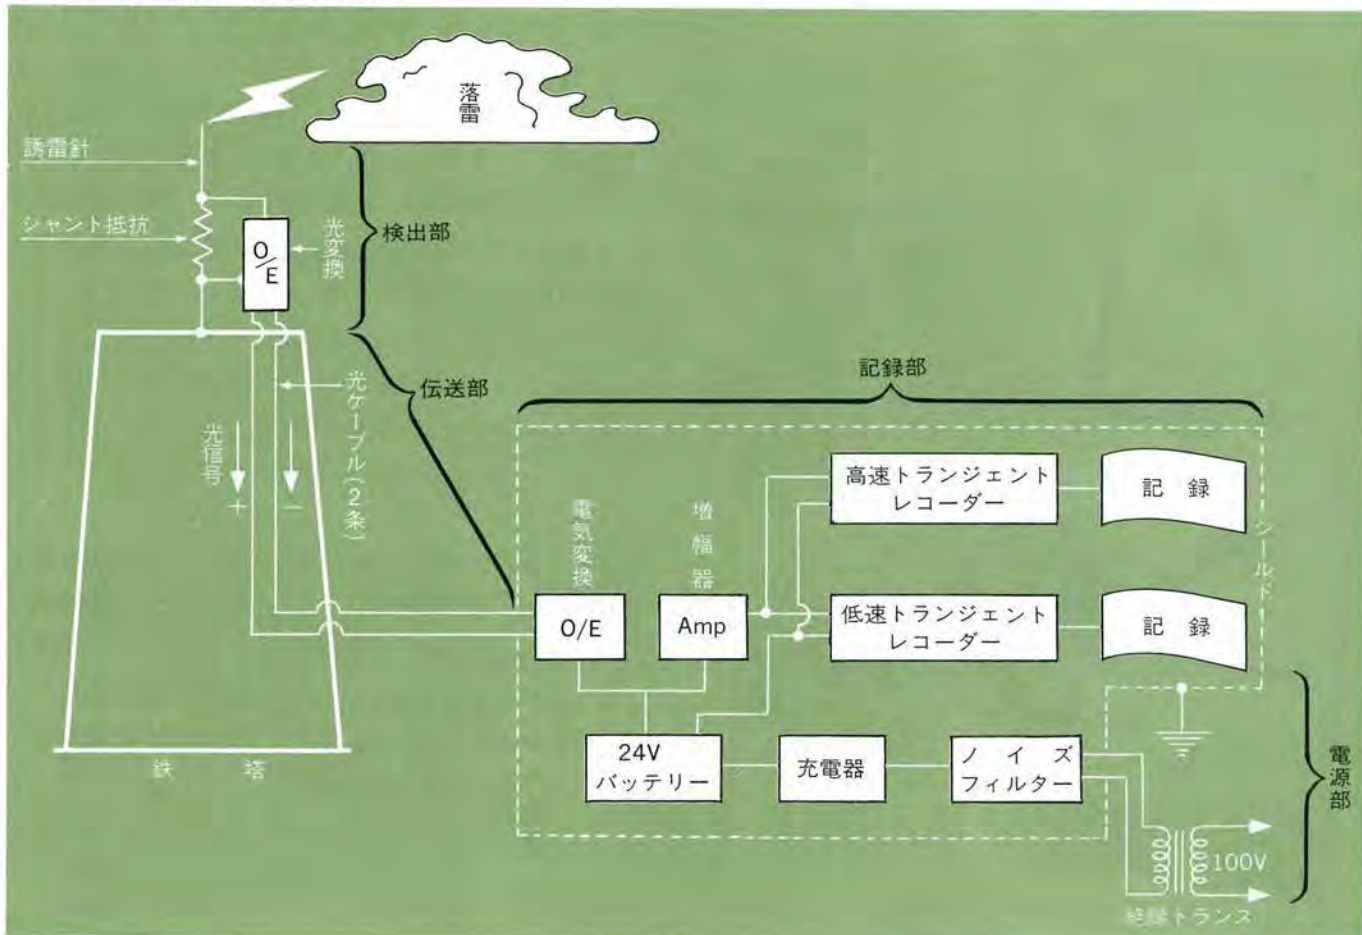 落雷
誘雷針
シャント抵抗
O/E
光変換
検出部
伝送部
光ケーブル(2条)
光信号
+
−
鉄塔
記録部
電気変換
O/E
増幅器
Amp
高速トランジェント
レコーダー
記録
低速トランジェント
レコーダー
記録
シールド
24V
バッテリー
充電器
ノイズ
フィルター
電源部
100V
絶縁トランス